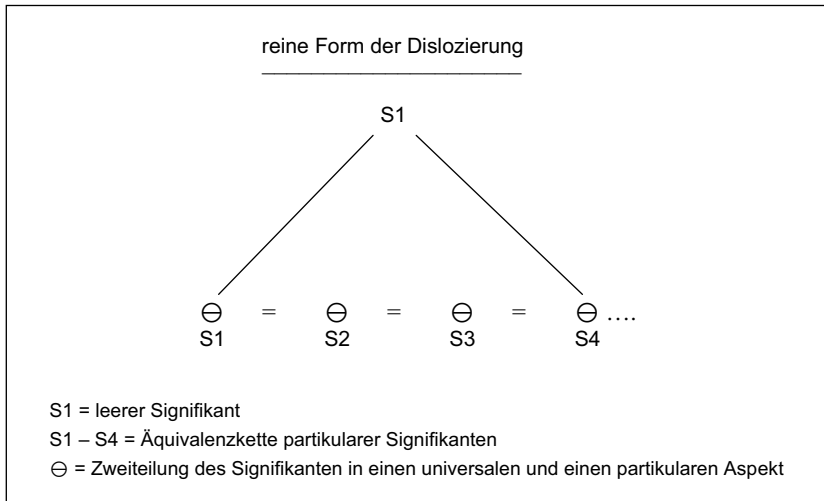 reine Form der Dislozierung
S1
⊖ = ⊖ = ⊖ = ⊖ ....
S1 S2 S3 S4
S1 = leerer Signifikant
S1 – S4 = Äquivalenzkette partikularer Signifikanten
⊖ = Zweiteilung des Signifikanten in einen universalen und einen partikularen Aspekt